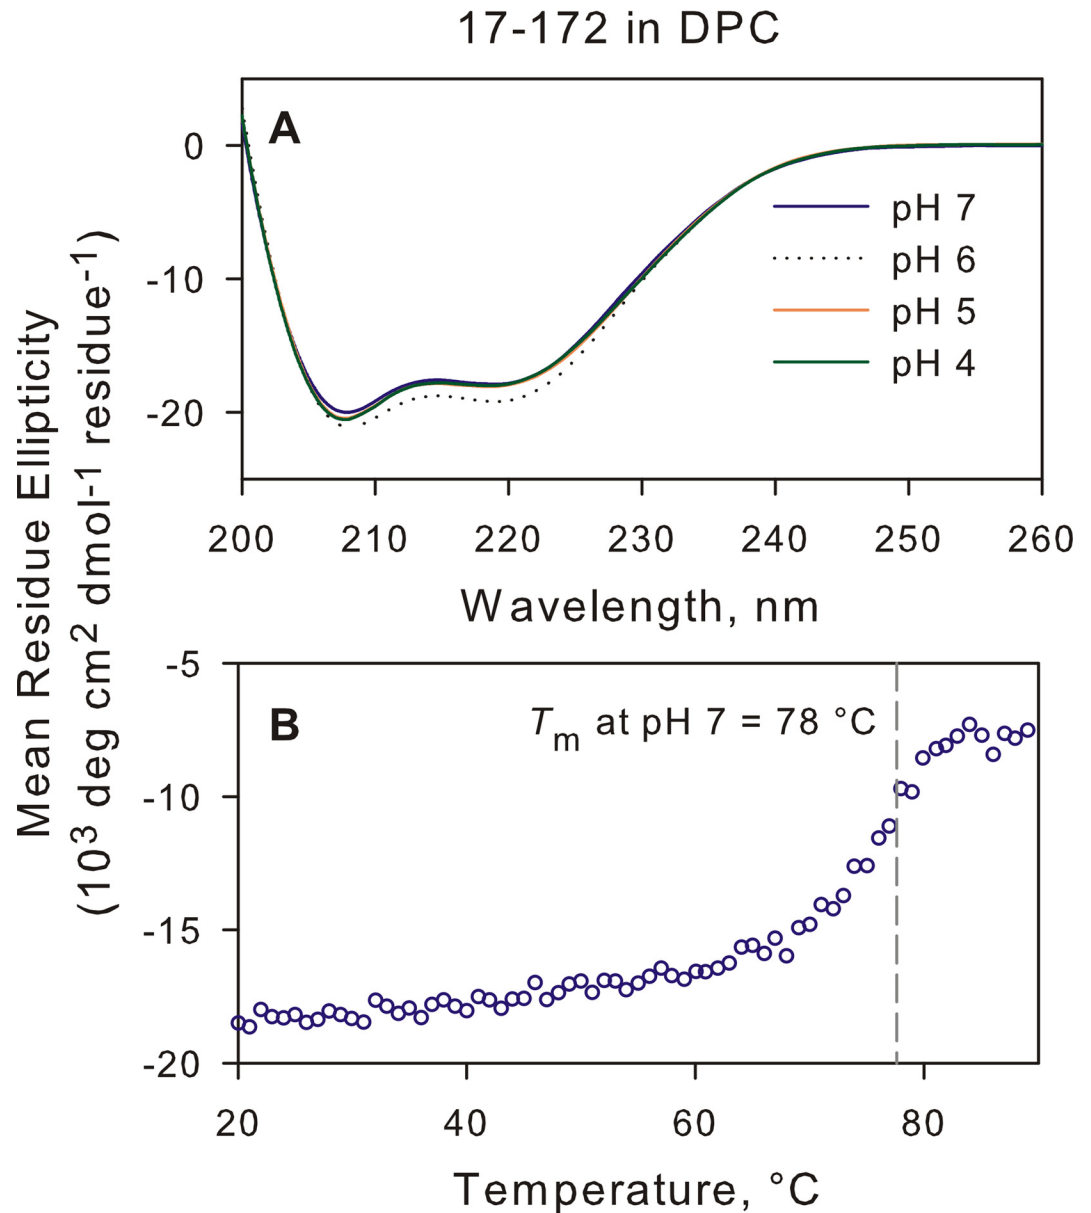 17-172 in DPC
A
0
-10
-20
pH 7
pH 6
pH 5
pH 4
200 210 220 230 240 250 260
Wavelength, nm
Mean Residue Ellipticity
(10³ deg cm² dmol⁻¹ residue⁻¹)
B
Tₘ at pH 7 = 78 °C
-5
-10
-15
-20
20 40 60 80
Temperature, °C